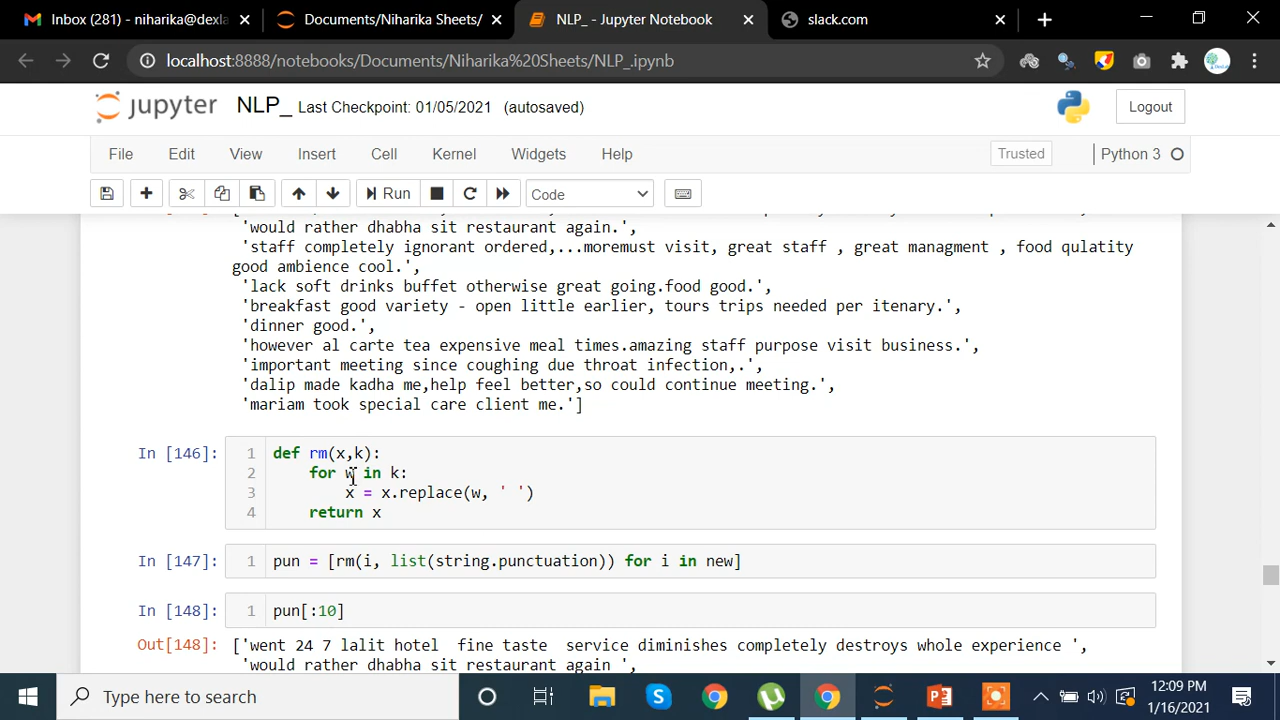 Inbox (281) - niharika@dexla
Documents/Niharika Sheets/
NLP_ - Jupyter Notebook
slack.com
localhost:8888/notebooks/Documents/Niharika%20Sheets/NLP_.ipynb
jupyter NLP_ Last Checkpoint: 01/05/2021 (autosaved)
Logout
File Edit View Insert Cell Kernel Widgets Help
Trusted
Python 3
Run
Code
'would rather dhabha sit restaurant again.',
'staff completely ignorant ordered,...moremust visit, great staff , great managment , food qulatity
good ambience cool.',
'lack soft drinks buffet otherwise great going.food good.',
'breakfast good variety - open little earlier, tours trips needed per itenary.',
'dinner good.',
'however al carte tea expensive meal times.amazing staff purpose visit business.',
'important meeting since coughing due throat infection,.',
'dalip made kadha me,help feel better,so could continue meeting.',
'mariam took special care client me.']
In [146]:
1 def rm(x,k):
2 for w in k:
3 x = x.replace(w, ' ')
4 return x
In [147]: 1 pun = [rm(i, list(string.punctuation)) for i in new]
In [148]: 1 pun[:10]
Out[148]: ['went 24 7 lalit hotel  fine taste  service diminishes completely destroys whole experience ',
'would rather dhabha sit restaurant again ',
Type here to search
12:09 PM
1/16/2021